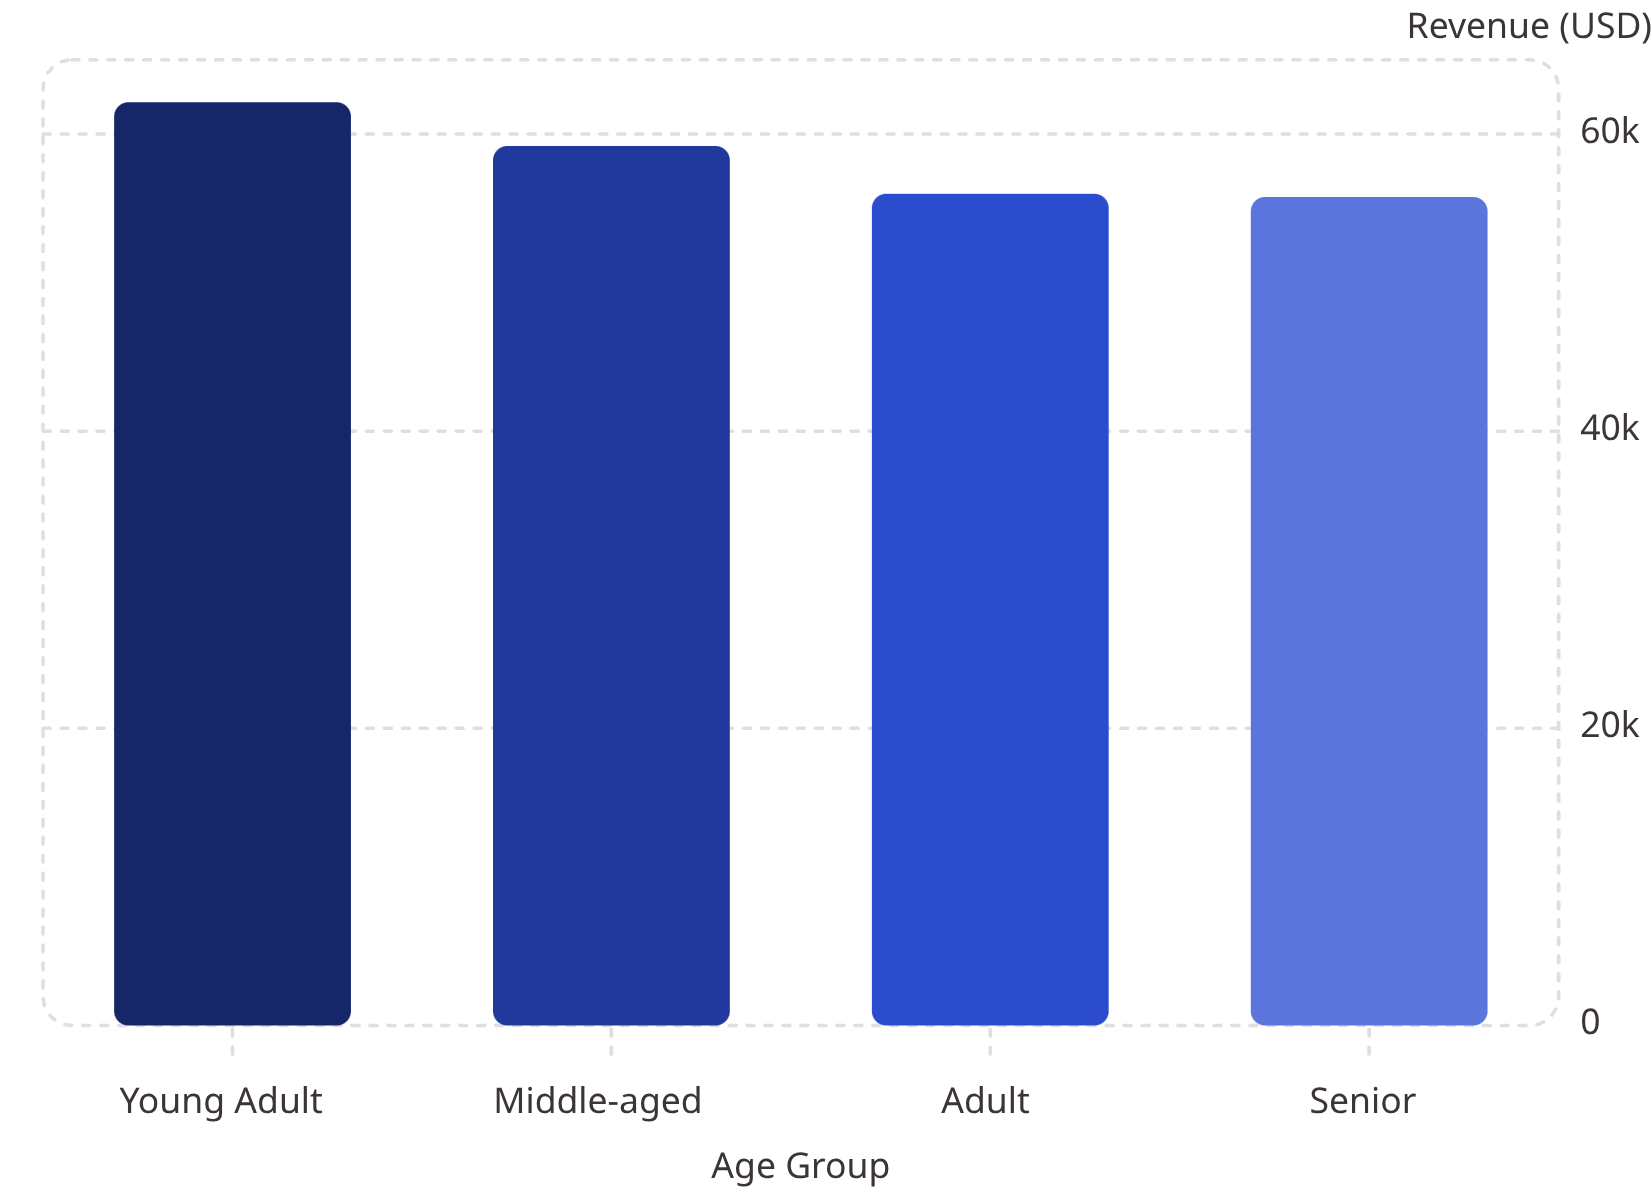 Revenue (USD)
60k
40k
20k
0
Young Adult
Middle-aged
Adult
Senior
Age Group